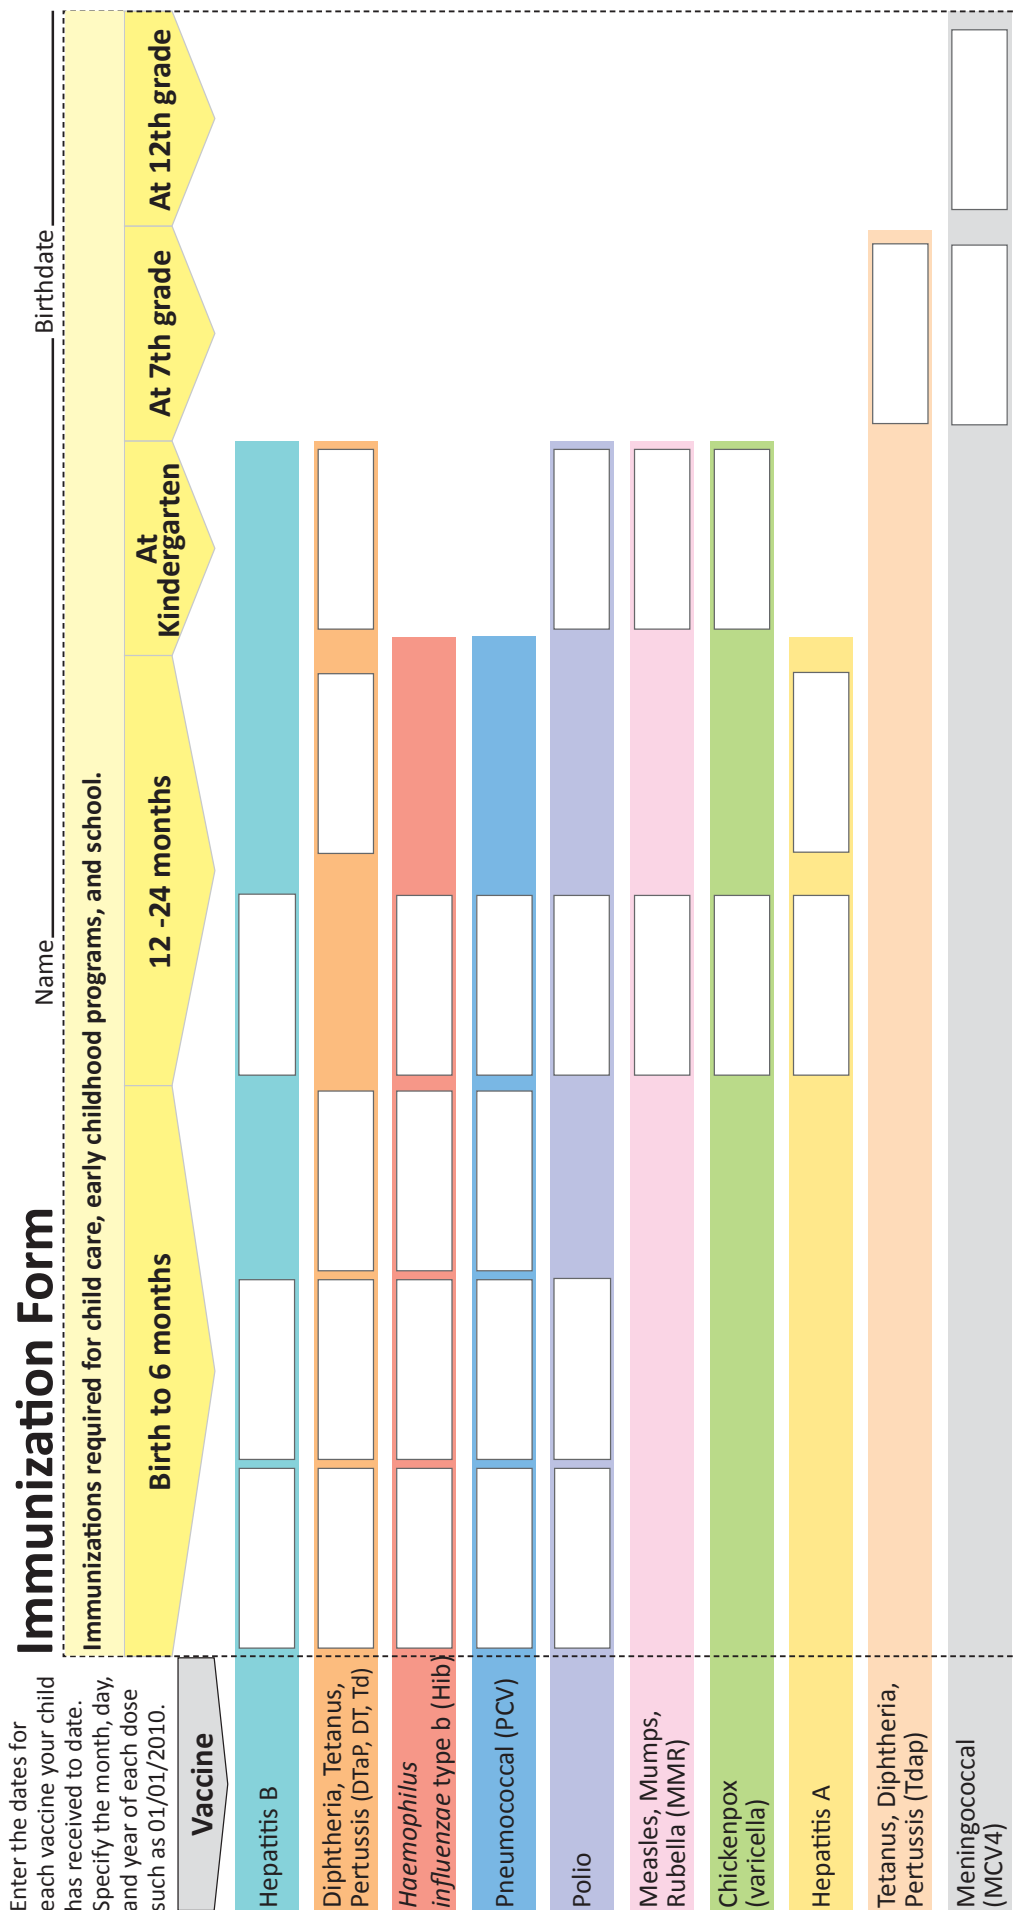 Immunization Form
Name
Birthdate
Enter the dates for
each vaccine your child
has received to date.
Specify the month, day,
and year of each dose
such as 01/01/2010.
Immunizations required for child care, early childhood programs, and school.
Vaccine
Birth to 6 months
12 -24 months
At
Kindergarten
At 7th grade
At 12th grade
Hepatitis B
Diphtheria, Tetanus,
Pertussis (DTaP, DT, Td)
Haemophilus
influenzae type b (Hib)
Pneumococcal (PCV)
Polio
Measles, Mumps,
Rubella (MMR)
Chickenpox
(varicella)
Hepatitis A
Tetanus, Diphtheria,
Pertussis (Tdap)
Meningococcal
(MCV4)